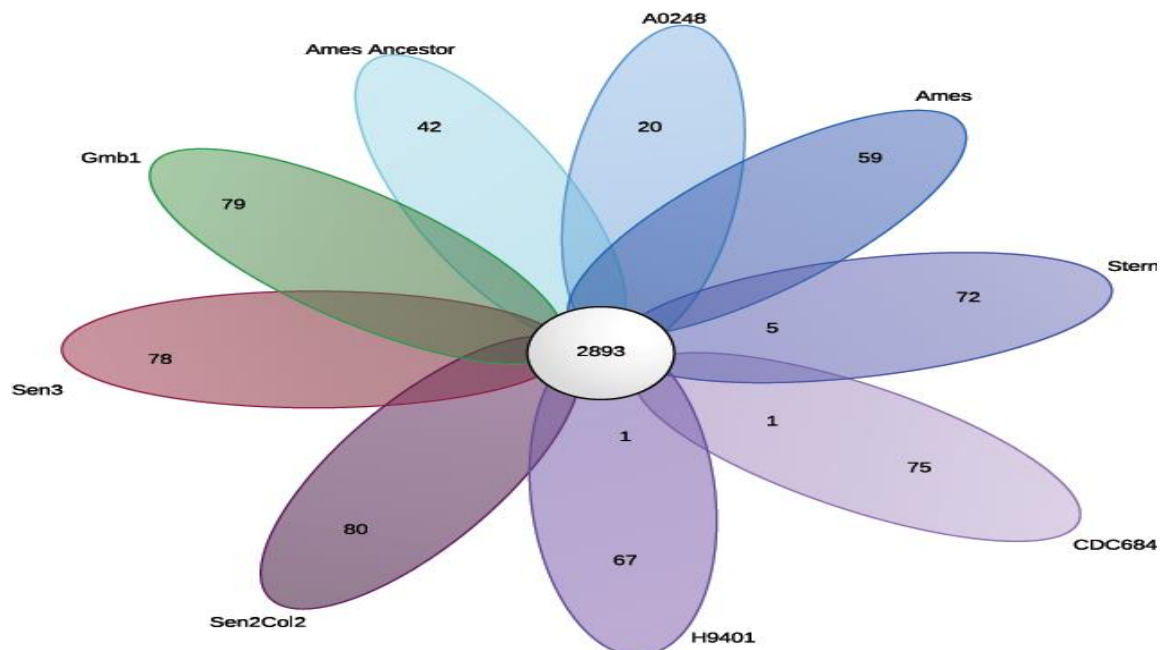 A0248
Ames Ancestor
Ames
42
20
59
Gmb1
79
Stern
72
5
2893
78
Sen3
1
1
75
80
67
CDC684
Sen2Col2
H9401